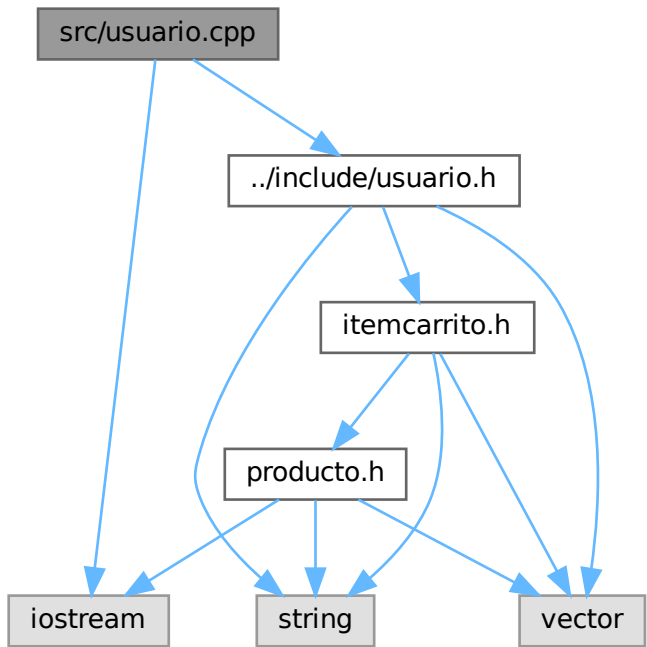 src/usuario.cpp
../include/usuario.h
itemcarrito.h
producto.h
iostream
string
vector